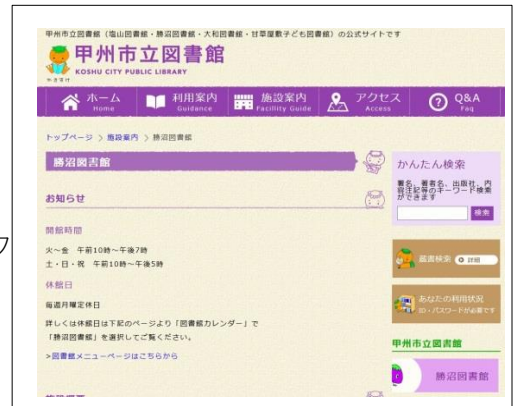 甲州市立図書館（塩山図書館・勝沼図書館・大和図書館・甘草屋敷子ども図書館）の公式サイトです
甲州市立図書館
KOSHU CITY PUBLIC LIBRARY
ホーム
Home
利用案内
Guidance
施設案内
Facility Guide
アクセス
Access
Q&A
Faq
トップページ > 施設案内 > 勝沼図書館
勝沼図書館
お知らせ
開館時間
火～金 午前10時～午後7時
土・日・祝 午前10時～午後5時
休館日
毎週月曜定休日
詳しくは休館日は下記のページより「図書館カレンダー」で
「勝沼図書館」を選択してご覧ください。
>図書館メニューページはこちらから
かんたん検索
書名、著者名、出版社、内
容注記等のキーワード検索
ができます
検索
蔵書検索
詳細
あなたの利用状況
ID・パスワードが必要です
甲州市立図書館
勝沼図書館